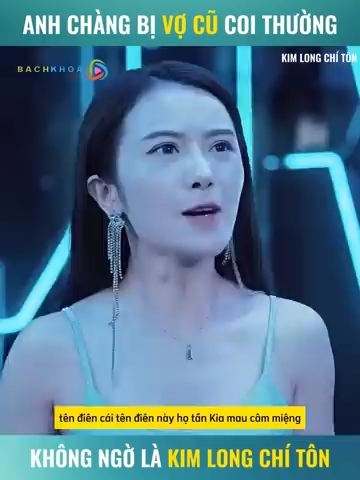 ANH CHÀNG BỊ VỢ CŨ COI THƯỜNG
KIM LONG CHÍ TÔN
BACHKHOA
tên điên cái tên điên này họ tần Kia mau câm miệng
KHÔNG NGỜ LÀ KIM LONG CHÍ TÔN